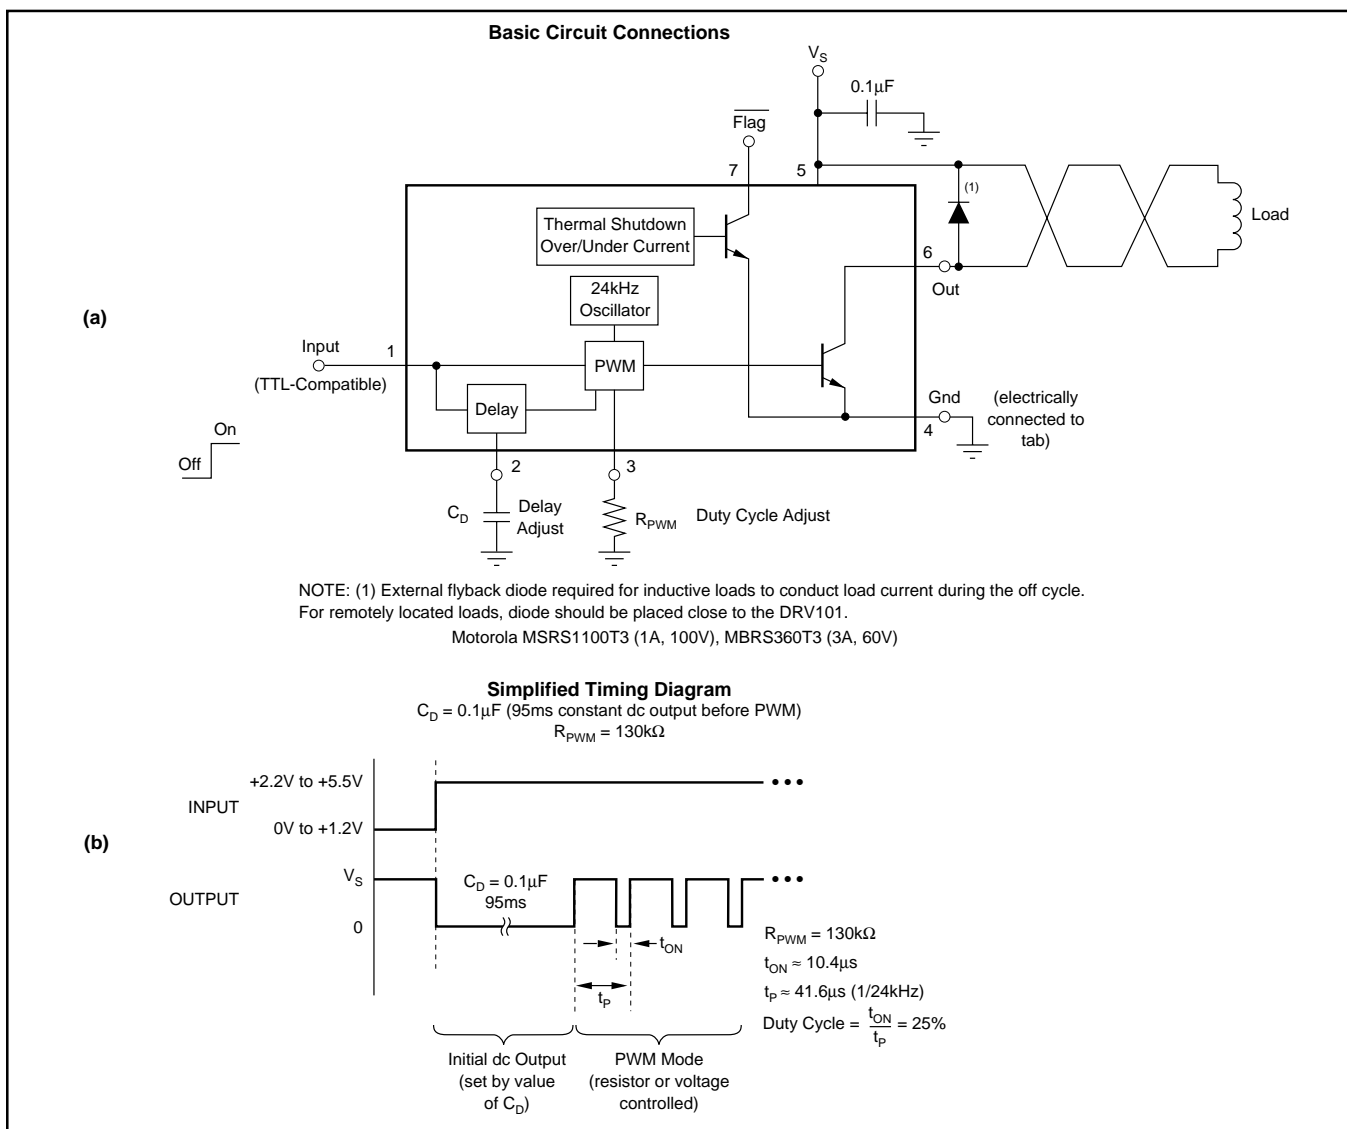 Basic Circuit Connections
V_S
0.1μF
Flag
7
5
(1)
Thermal Shutdown
Over/Under Current
Load
6
Out
24kHz
Oscillator
(a)
Input
1
(TTL-Compatible)
PWM
Delay
Gnd
4
(electrically
connected to
tab)
On
Off
2
3
C_D
Delay
Adjust
R_PWM
Duty Cycle Adjust
NOTE: (1) External flyback diode required for inductive loads to conduct load current during the off cycle.
For remotely located loads, diode should be placed close to the DRV101.
Motorola MSRS1100T3 (1A, 100V), MBRS360T3 (3A, 60V)
Simplified Timing Diagram
C_D = 0.1μF (95ms constant dc output before PWM)
R_PWM = 130kΩ
+2.2V to +5.5V
INPUT
0V to +1.2V
(b)
V_S
OUTPUT
0
C_D = 0.1μF
95ms
t_ON
t_P
R_PWM = 130kΩ
t_ON ≈ 10.4μs
t_P ≈ 41.6μs (1/24kHz)
Duty Cycle = t_ON / t_P = 25%
Initial dc Output
(set by value
of C_D)
PWM Mode
(resistor or voltage
controlled)